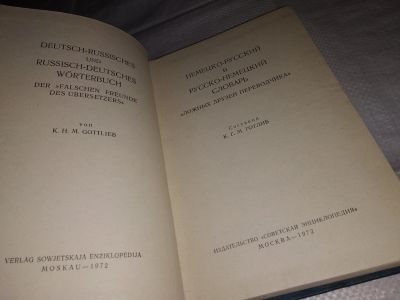 DEUTSCH-RUSSISCHES
UND
RUSSISCH-DEUTSCHES
WÖRTERBUCH
DER »FALSCHEN FREUNDE
DES ÜBERSETZERS«
von
K. H. M. GOTTLIEB
VERLAG SOWJETSKAJA ENZIKLOPÉDIJA
MOSKAU—1972
НЕМЕЦКО-РУССКИЙ
и
РУССКО-НЕМЕЦКИЙ
СЛОВАРЬ
«ЛОЖНЫХ ДРУЗЕЙ ПЕРЕВОДЧИКА»
Составил
К. Г. М. ГОТЛИБ
ИЗДАТЕЛЬСТВО «СОВЕТСКАЯ ЭНЦИКЛОПЕДИЯ»
МОСКВА—1972